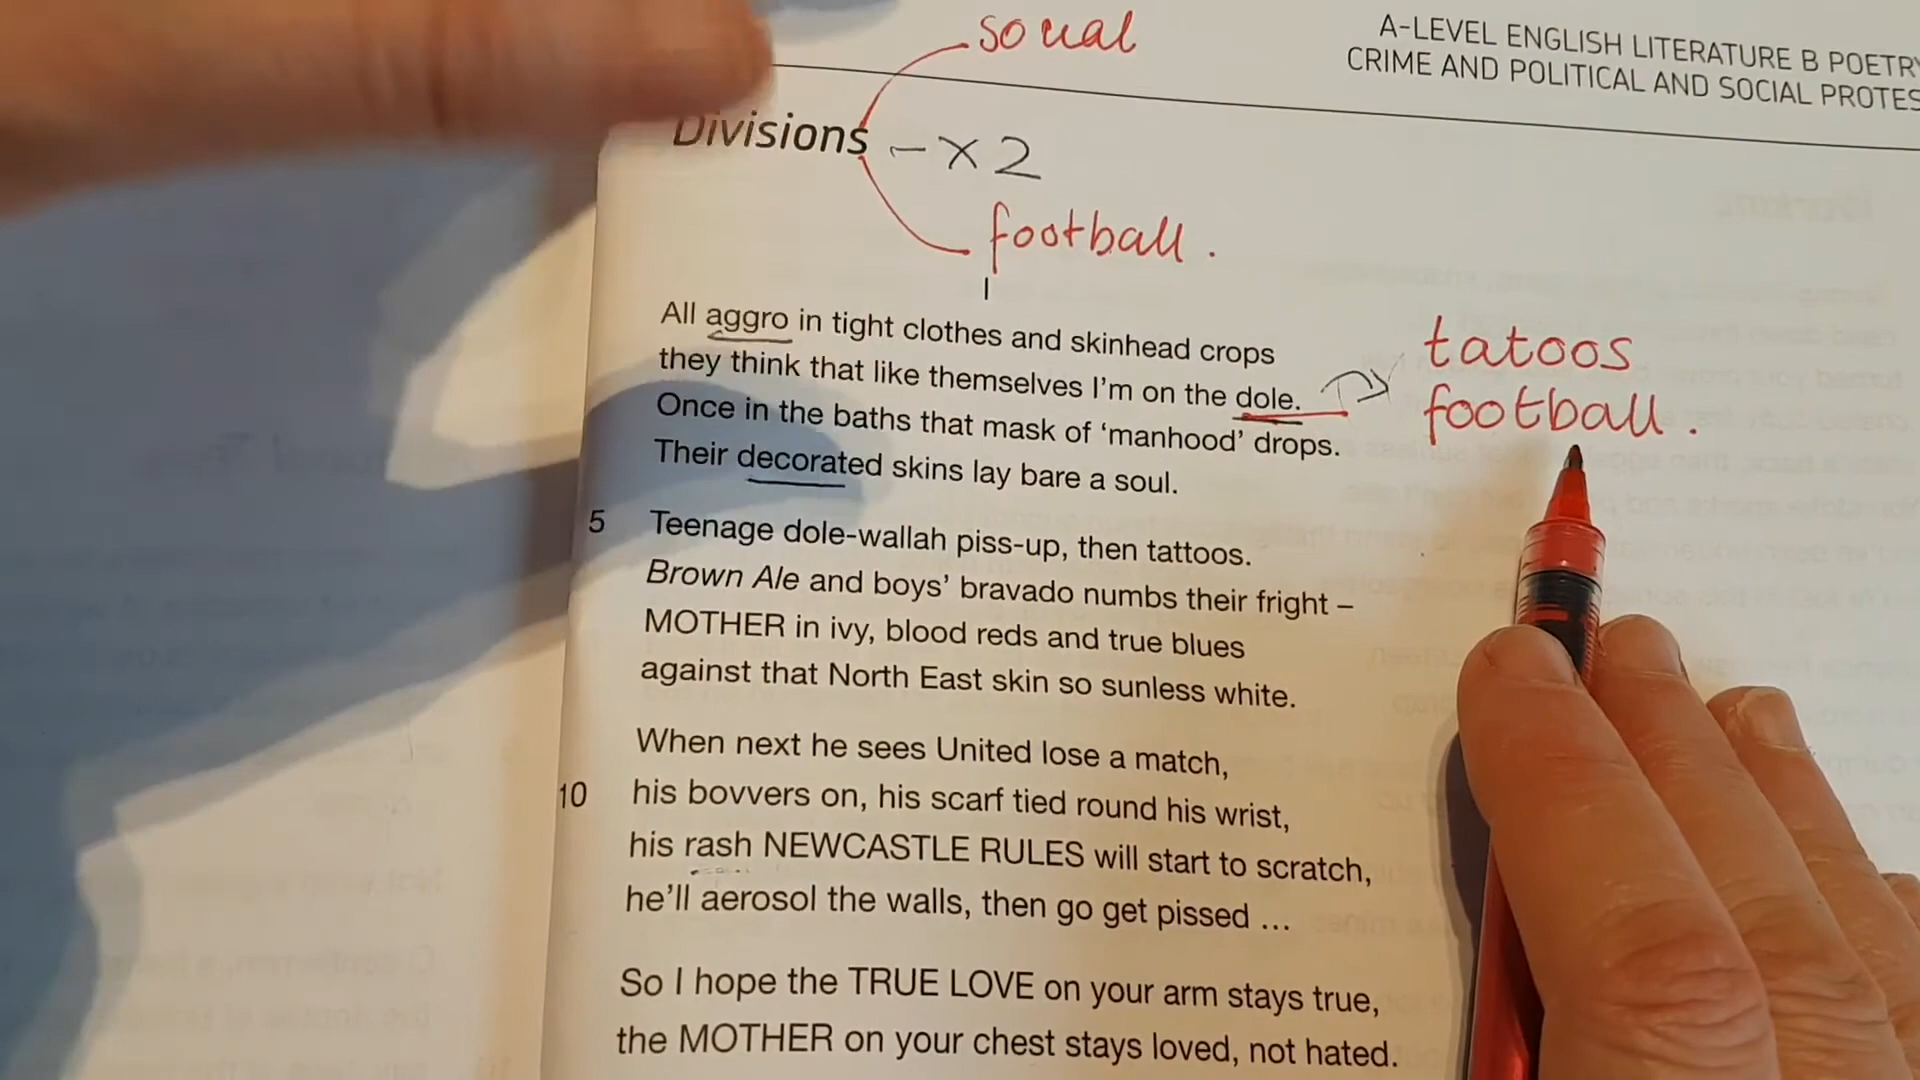 social
A-LEVEL ENGLISH LITERATURE B POETRY
CRIME AND POLITICAL AND SOCIAL PROTES
Divisions – x 2
football.
I
All aggro in tight clothes and skinhead crops
they think that like themselves I'm on the dole.
Once in the baths that mask of ‘manhood’ drops.
Their decorated skins lay bare a soul.
tatoos
football.
5 Teenage dole-wallah piss-up, then tattoos.
Brown Ale and boys’ bravado numbs their fright –
MOTHER in ivy, blood reds and true blues
against that North East skin so sunless white.
When next he sees United lose a match,
10 his bovvers on, his scarf tied round his wrist,
his rash NEWCASTLE RULES will start to scratch,
he’ll aerosol the walls, then go get pissed ...
So I hope the TRUE LOVE on your arm stays true,
the MOTHER on your chest stays loved, not hated.